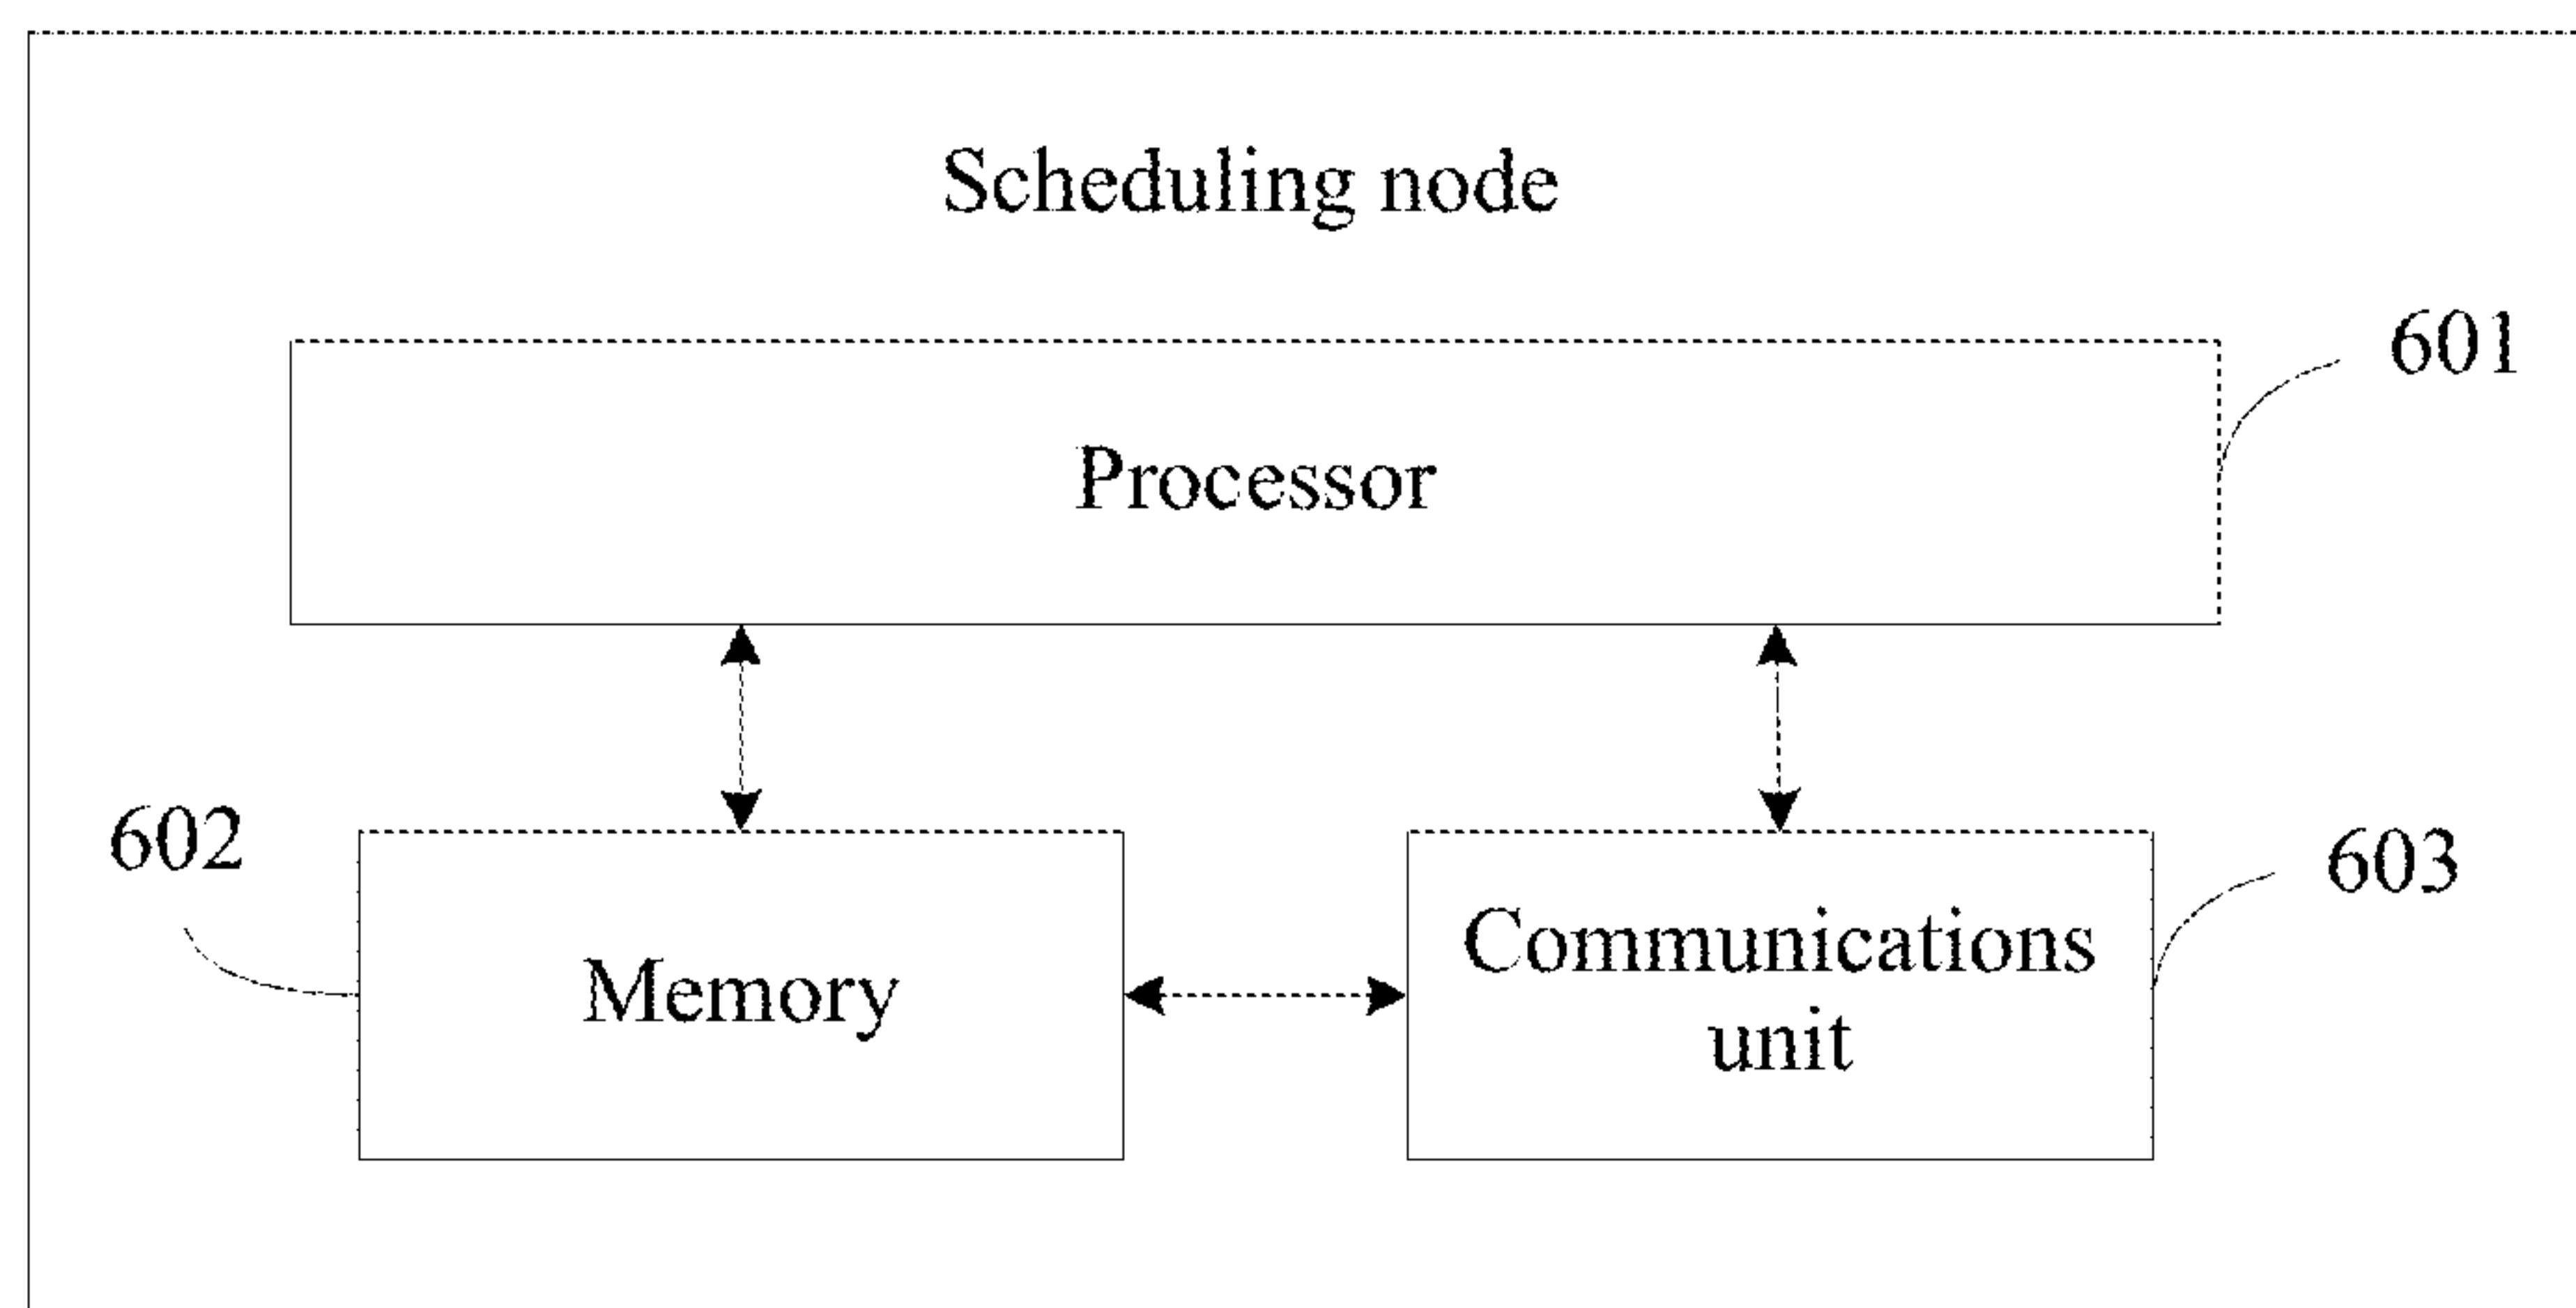 Scheduling node
601
Processor
602
603
Memory
Communications
unit